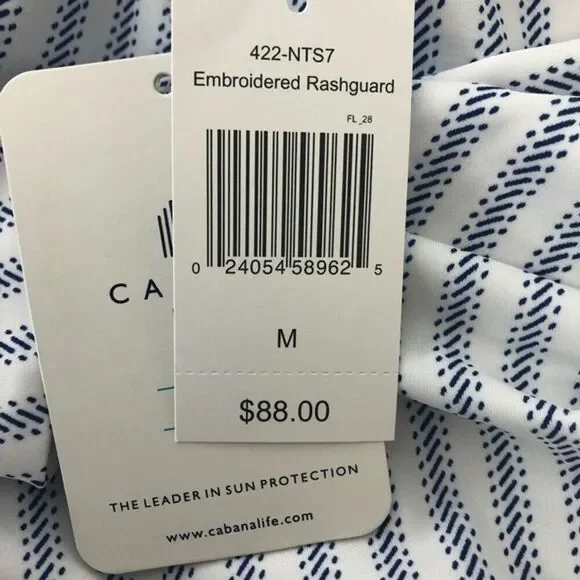 422-NTS7
Embroidered Rashguard
FL_28
0 24054 58962 5
M
$88.00
CA
THE LEADER IN SUN PROTECTION
www.cabanalife.com